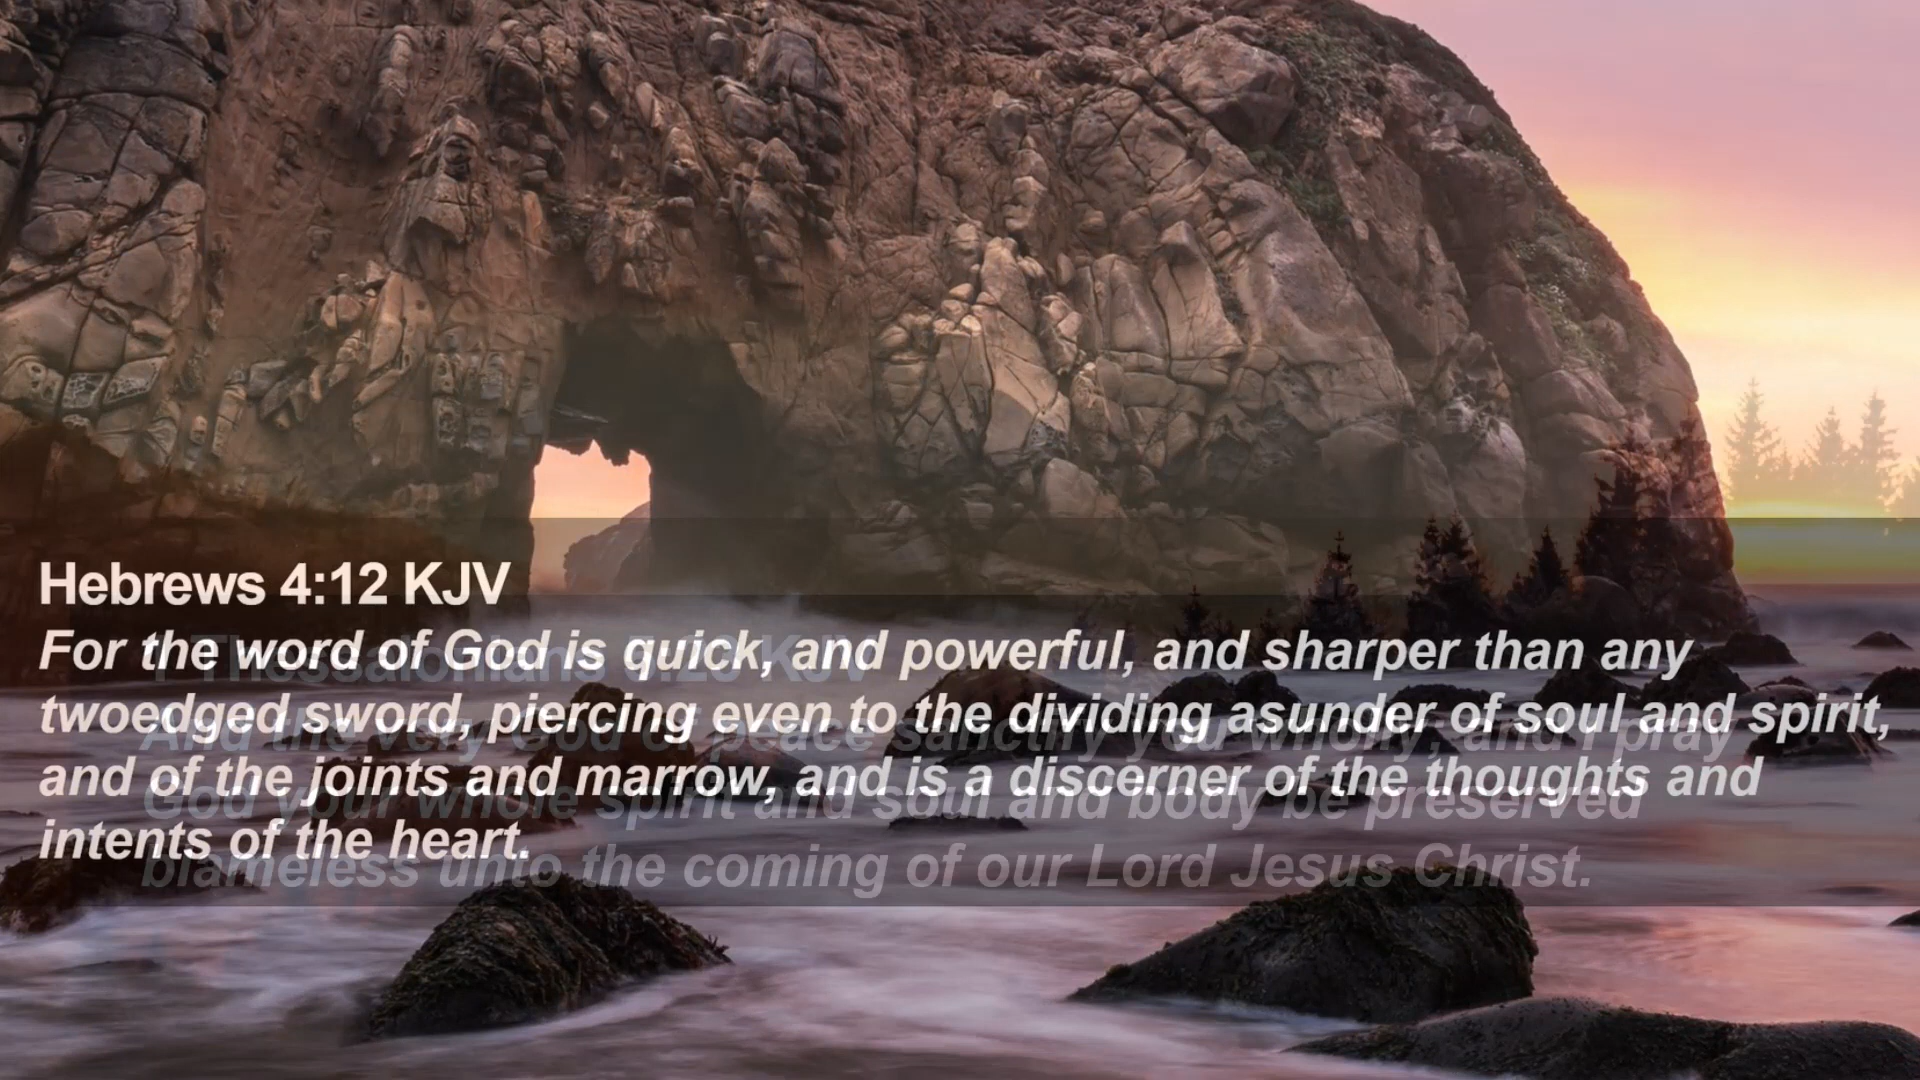 Hebrews 4:12 KJV
For the word of God is quick, and powerful, and sharper than any
twoedged sword, piercing even to the dividing asunder of soul and spirit,
and of the joints and marrow, and is a discerner of the thoughts and
intents of the heart.
1 Thessalonians 5:23 KJV
And the very God of peace sanctify you wholly; and I pray
God your whole spirit and soul and body be preserved
blameless unto the coming of our Lord Jesus Christ.